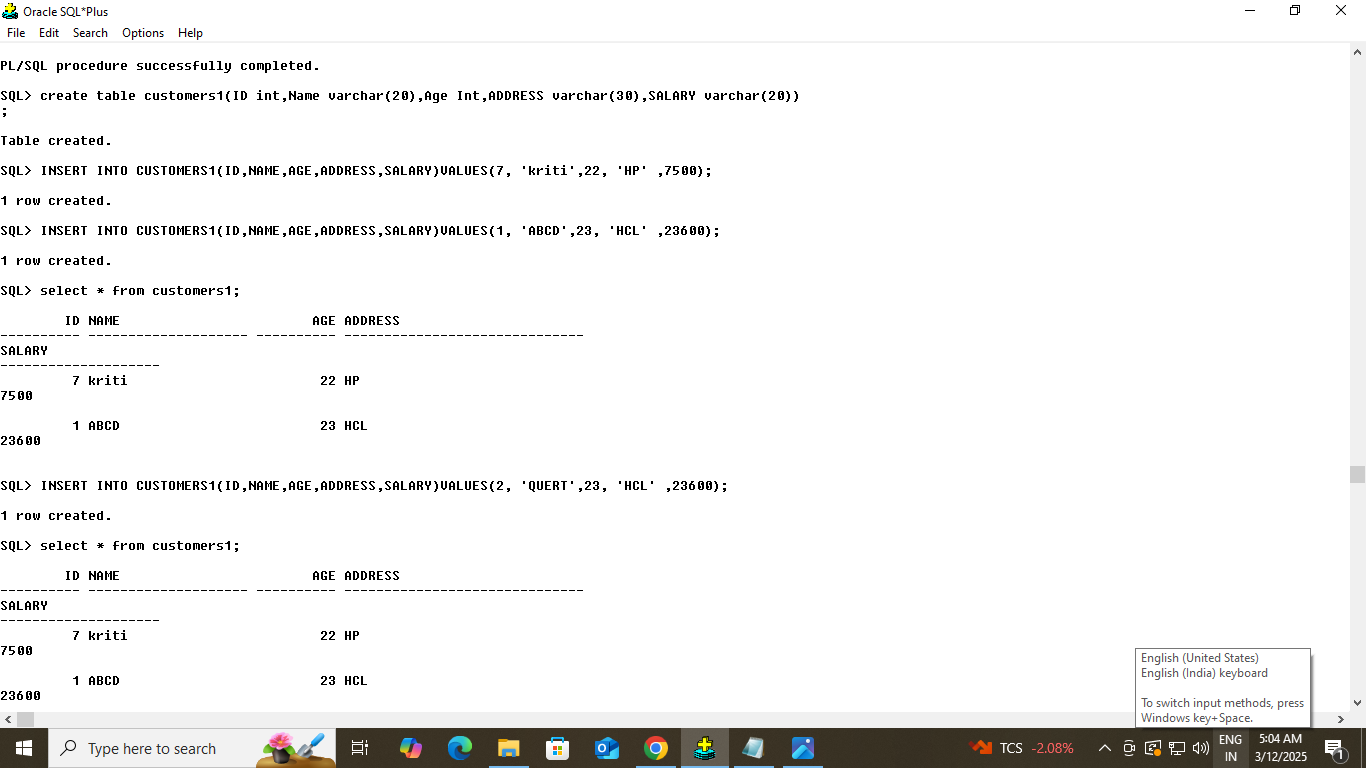 Oracle SQL*Plus
File Edit Search Options Help
PL/SQL procedure successfully completed.
SQL> create table customers1(ID int,Name varchar(20),Age Int,ADDRESS varchar(30),SALARY varchar(20))
;
Table created.
SQL> INSERT INTO CUSTOMERS1(ID,NAME,AGE,ADDRESS,SALARY)VALUES(7, 'kriti',22, 'HP' ,7500);
1 row created.
SQL> INSERT INTO CUSTOMERS1(ID,NAME,AGE,ADDRESS,SALARY)VALUES(1, 'ABCD',23, 'HCL' ,23600);
1 row created.
SQL> select * from customers1;
ID NAME AGE ADDRESS
---------- -------------------- ---------- ------------------------------
SALARY
--------------------
7 kriti 22 HP
7500
1 ABCD 23 HCL
23600
SQL> INSERT INTO CUSTOMERS1(ID,NAME,AGE,ADDRESS,SALARY)VALUES(2, 'QUERT',23, 'HCL' ,23600);
1 row created.
SQL> select * from customers1;
ID NAME AGE ADDRESS
---------- -------------------- ---------- ------------------------------
SALARY
--------------------
7 kriti 22 HP
7500
1 ABCD 23 HCL
23600
English (United States)
English (India) keyboard
To switch input methods, press
Windows key+Space.
Type here to search
TCS -2.08%
ENG
IN
5:04 AM
3/12/2025
1